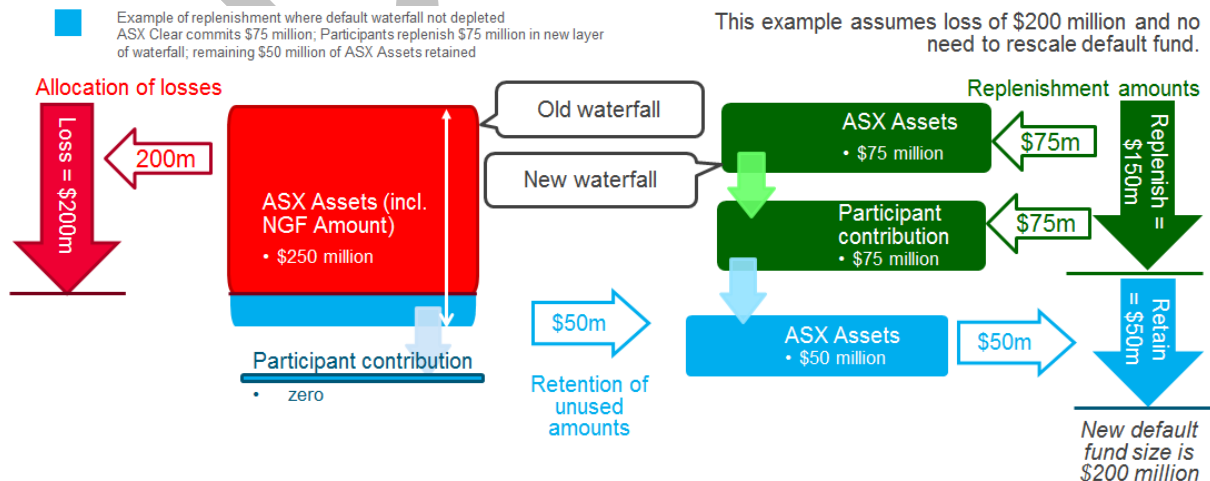 Example of replenishment where default waterfall not depleted
ASX Clear commits $75 million; Participants replenish $75 million in new layer
of waterfall; remaining $50 million of ASX Assets retained
This example assumes loss of $200 million and no
need to rescale default fund.
Allocation of losses
Loss = $200m
200m
ASX Assets (incl.
NGF Amount)
• $250 million
Participant contribution
• zero
Old waterfall
New waterfall
$50m
Retention of
unused
amounts
Replenishment amounts
ASX Assets
• $75 million
$75m
Participant
contribution
• $75 million
$75m
Replenish =
$150m
ASX Assets
• $50 million
$50m
Retain
= $50m
New default
fund size is
$200 million